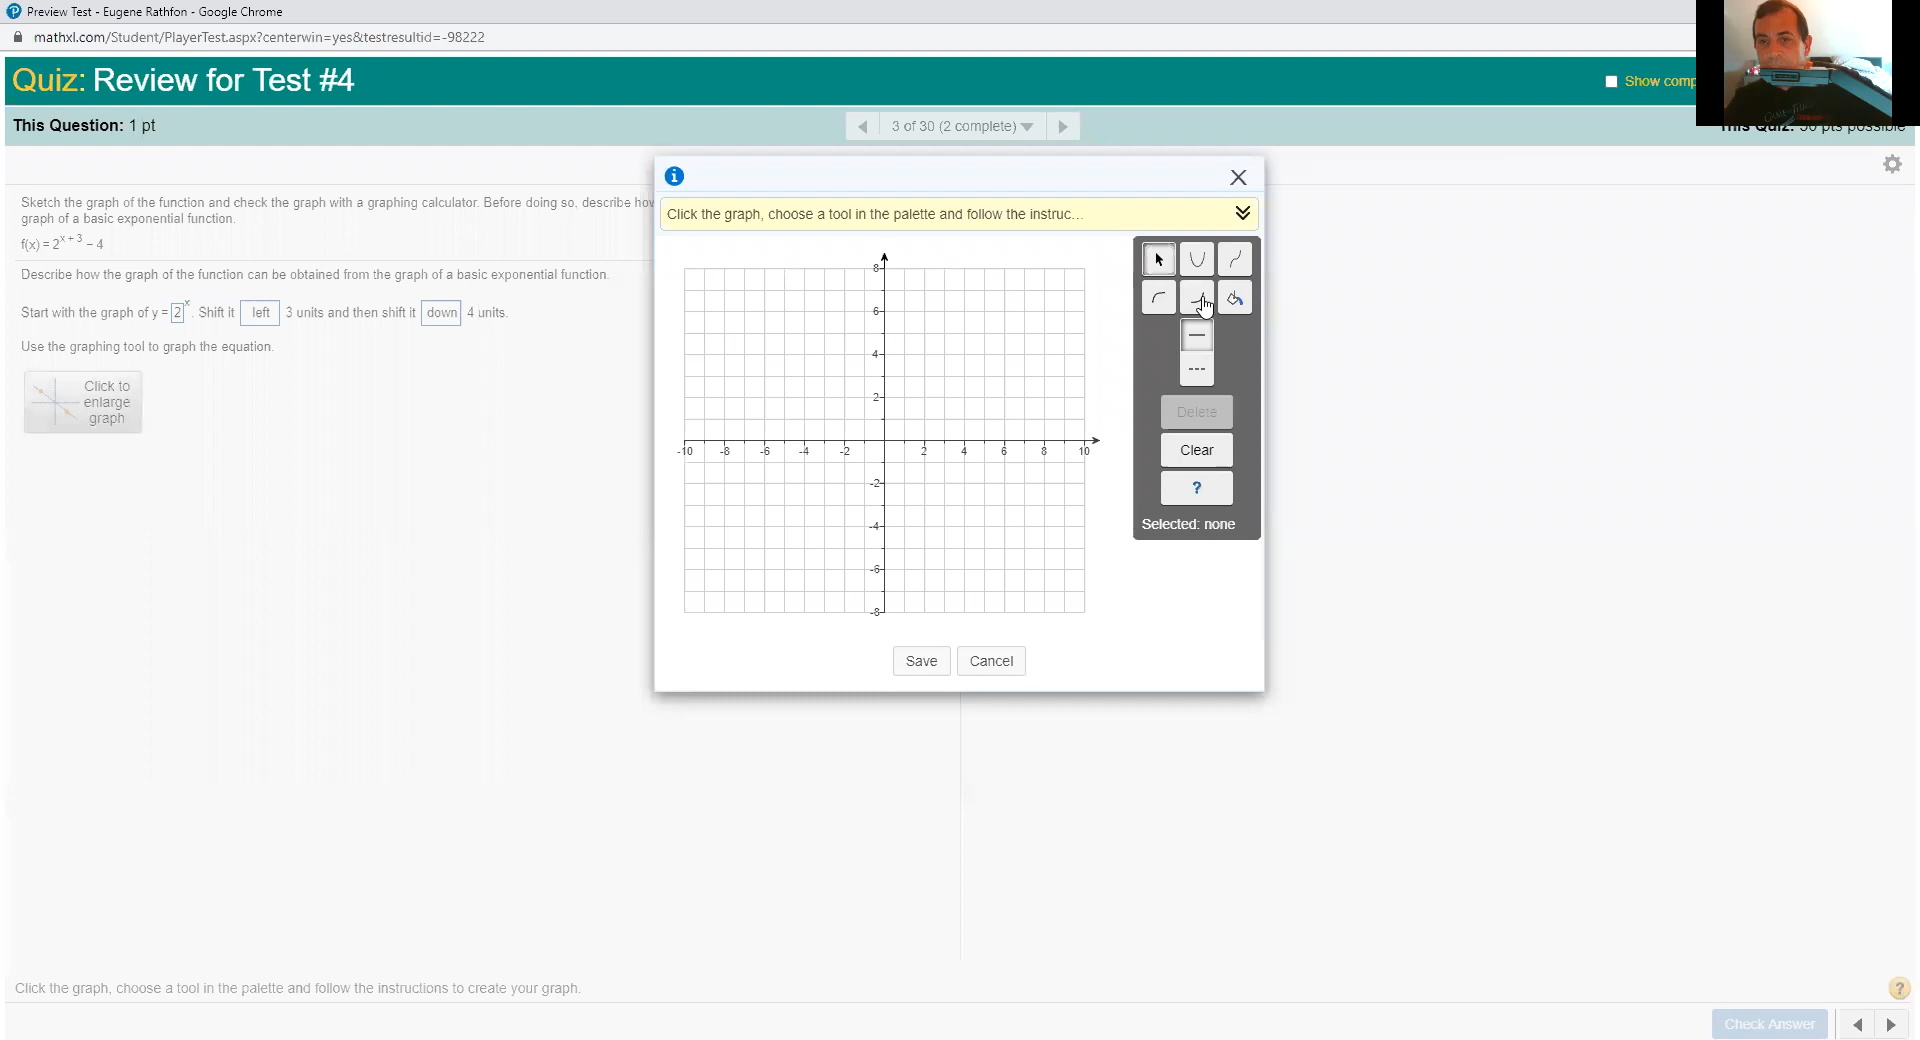 Preview Test - Eugene Rathfon - Google Chrome
mathxl.com/Student/PlayerTest.aspx?centerwin=yes&testresultid=-98222
Quiz: Review for Test #4
Show comp
This Question: 1 pt
3 of 30 (2 complete)
This Quiz: 30 pts possible
Sketch the graph of the function and check the graph with a graphing calculator. Before doing so, describe how
graph of a basic exponential function.
f(x) = 2^{x + 3} - 4
Describe how the graph of the function can be obtained from the graph of a basic exponential function.
Start with the graph of y = 2^x. Shift it left 3 units and then shift it down 4 units.
Use the graphing tool to graph the equation.
Click to
enlarge
graph
Click the graph, choose a tool in the palette and follow the instruc...
8
6
4
2
-10 -8 -6 -4 -2 2 4 6 8 10
-2
-4
-6
-8
Delete
Clear
?
Selected: none
Save Cancel
Click the graph, choose a tool in the palette and follow the instructions to create your graph.
?
Check Answer